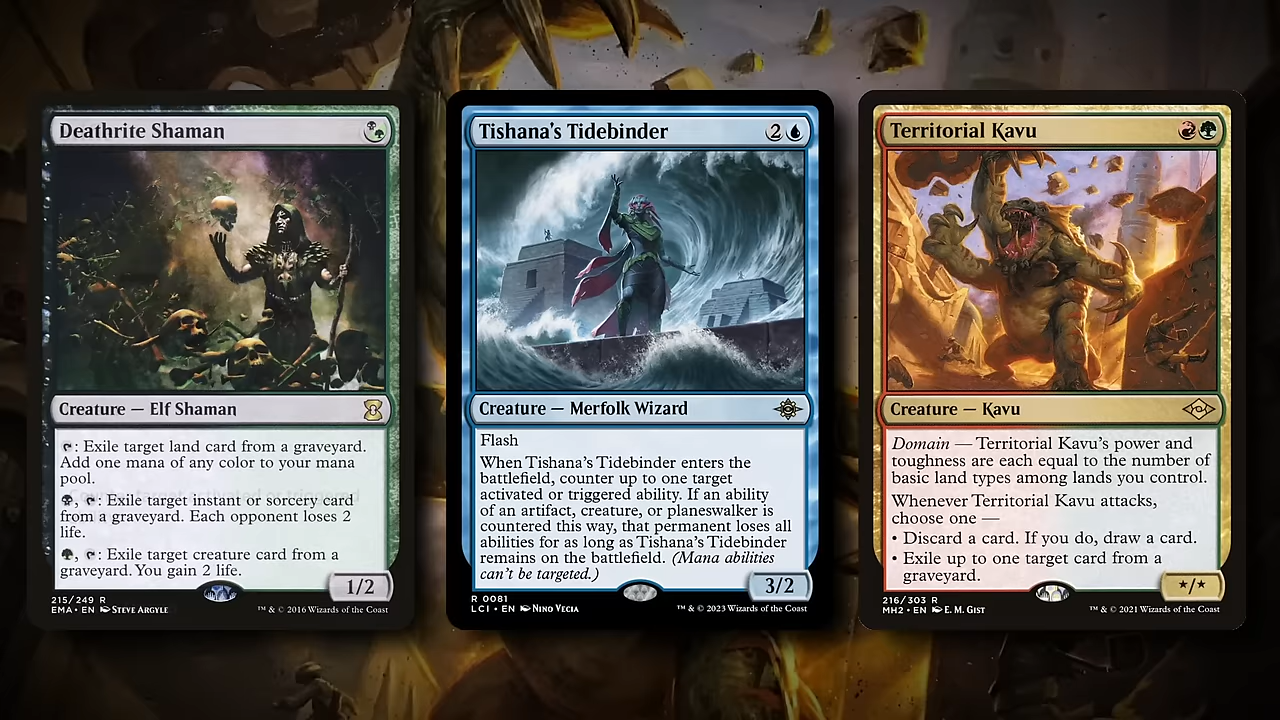 Deathrite Shaman
Creature — Elf Shaman
: Exile target land card from a graveyard.
Add one mana of any color to your mana
pool.
, : Exile target instant or sorcery card
from a graveyard. Each opponent loses 2
life.
, : Exile target creature card from a
graveyard. You gain 2 life.
1/2
215/249 R
EMA • EN Steve Argyle
™ & © 2016 Wizards of the Coast
Tishana's Tidebinder
2
Creature — Merfolk Wizard
Flash
When Tishana's Tidebinder enters the
battlefield, counter up to one target
activated or triggered ability. If an ability
of an artifact, creature, or planeswalker is
countered this way, that permanent loses all
abilities for as long as Tishana's Tidebinder
remains on the battlefield. (Mana abilities
can't be targeted.)
3/2
R 0081
LCI • EN Nino Vecia
™ & © 2023 Wizards of the Coast
Territorial Kavu
Creature — Kavu
Domain — Territorial Kavu's power and
toughness are each equal to the number of
basic land types among lands you control.
Whenever Territorial Kavu attacks,
choose one —
• Discard a card. If you do, draw a card.
• Exile up to one target card from a
graveyard.
*/*
216/303 R
MH2 • EN E. M. Gist
™ & © 2021 Wizards of the Coast